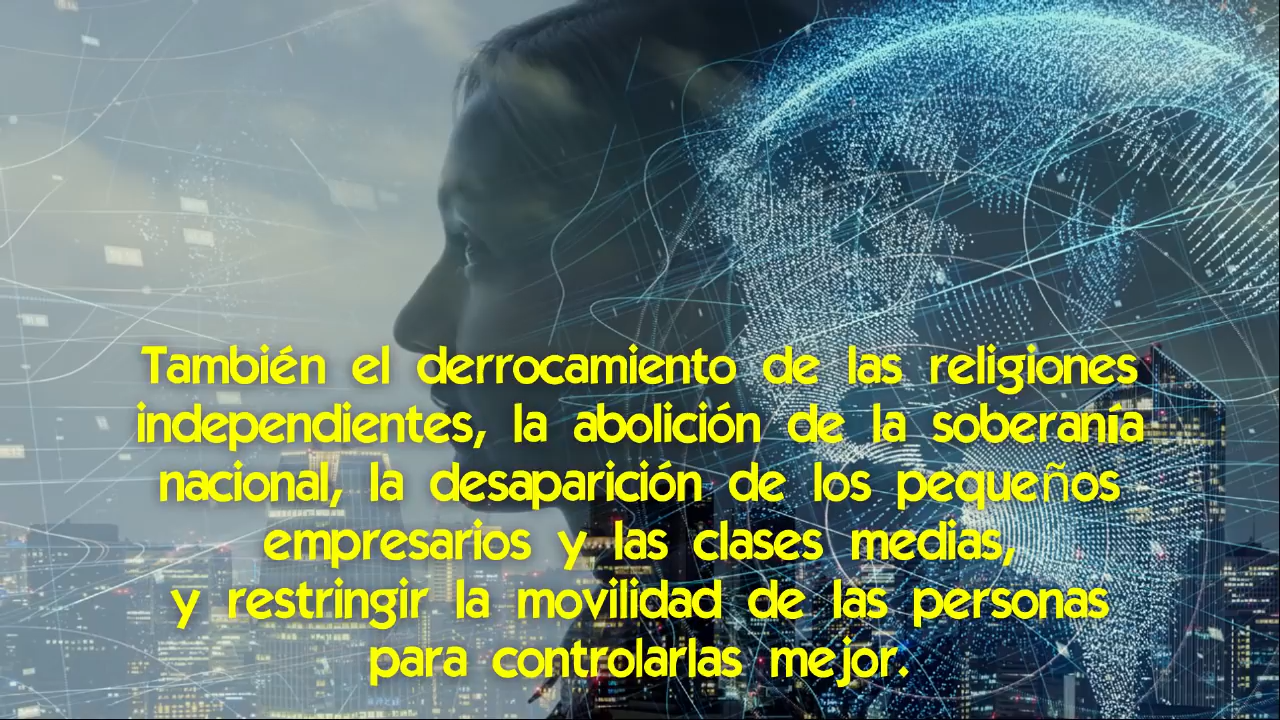 También el derrocamiento de las religiones
independientes, la abolición de la soberanía
nacional, la desaparición de los pequeños
empresarios y las clases medias,
y restringir la movilidad de las personas
para controlarlas mejor.